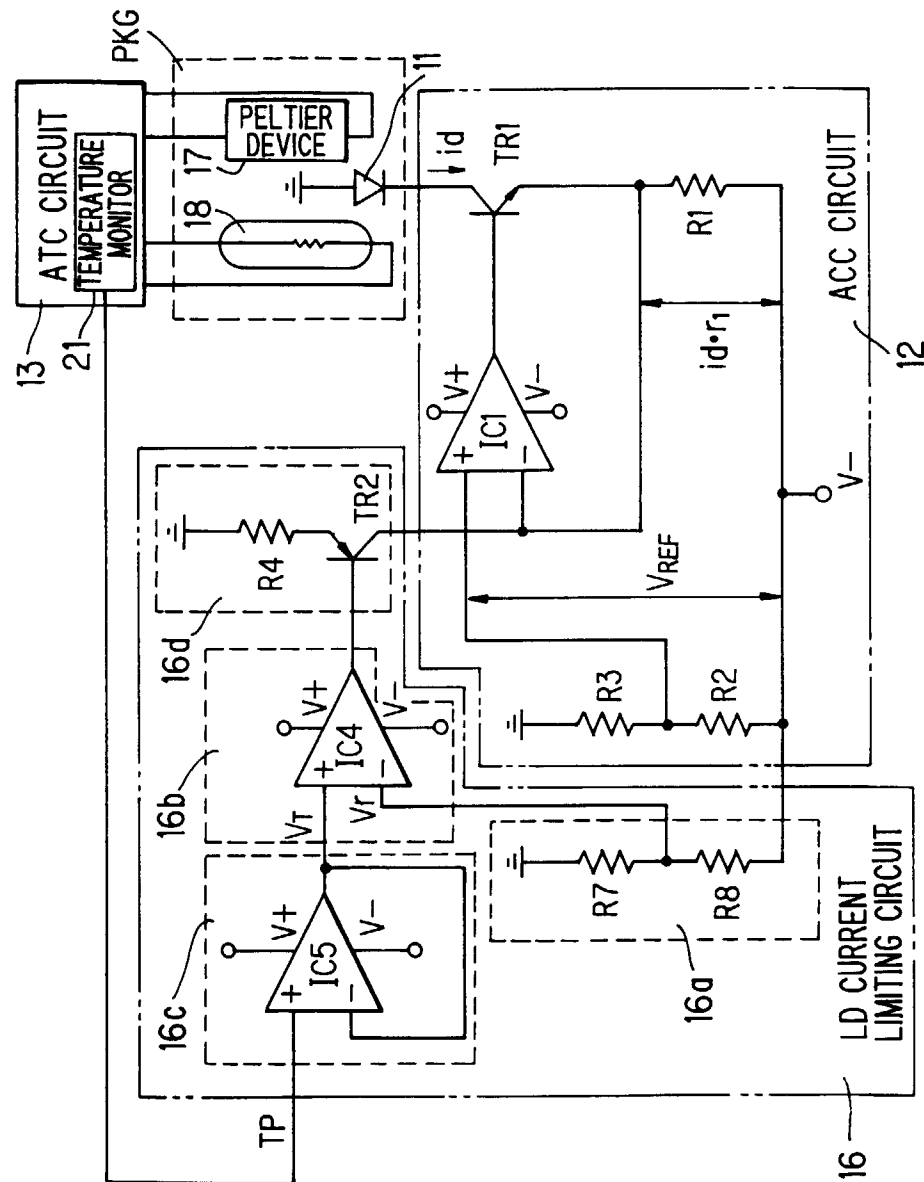 13
ATC CIRCUIT
21
TEMPERATURE
MONITOR
PKG
18
17
PELTIER
DEVICE
11
id
TR1
R1
id·r1
IC1
+
−
V+
V−
V−
VREF
R3
R2
ACC CIRCUIT
12
16d
R4
TR2
16b
IC4
+
−
V+
V−
VT
Vr
16c
IC5
+
−
V+
V−
TP
R7
R8
16a
LD CURRENT
LIMITING CIRCUIT
16